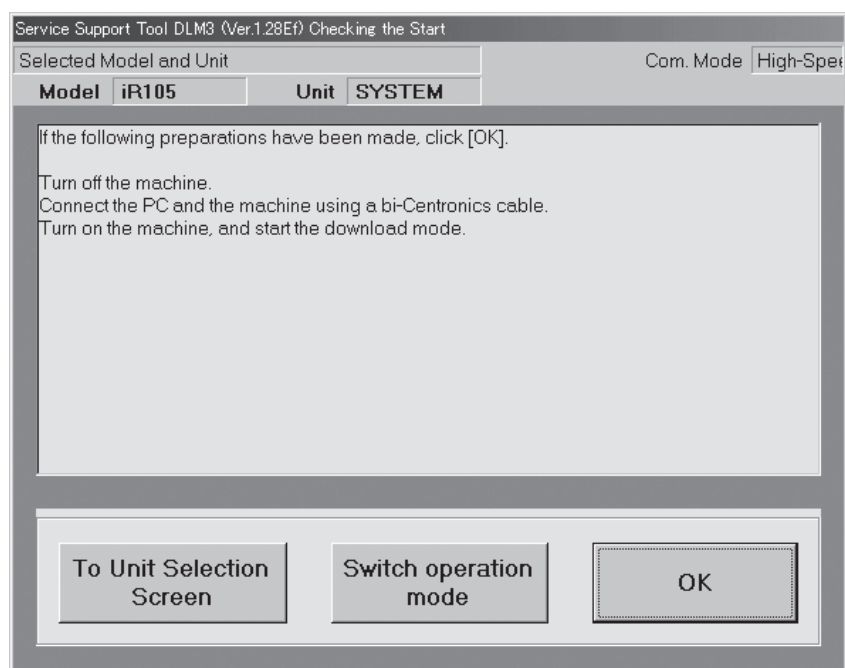 Service Support Tool DLM3 (Ver.1.28Ef) Checking the Start
Selected Model and Unit Com. Mode
Model iR105 Unit SYSTEM
If the following preparations have been made, click [OK].
Turn off the machine.
Connect the PC and the machine using a bi-Centronics cable.
Turn on the machine, and start the download mode.
To Unit Selection
Screen
Switch operation
mode
OK